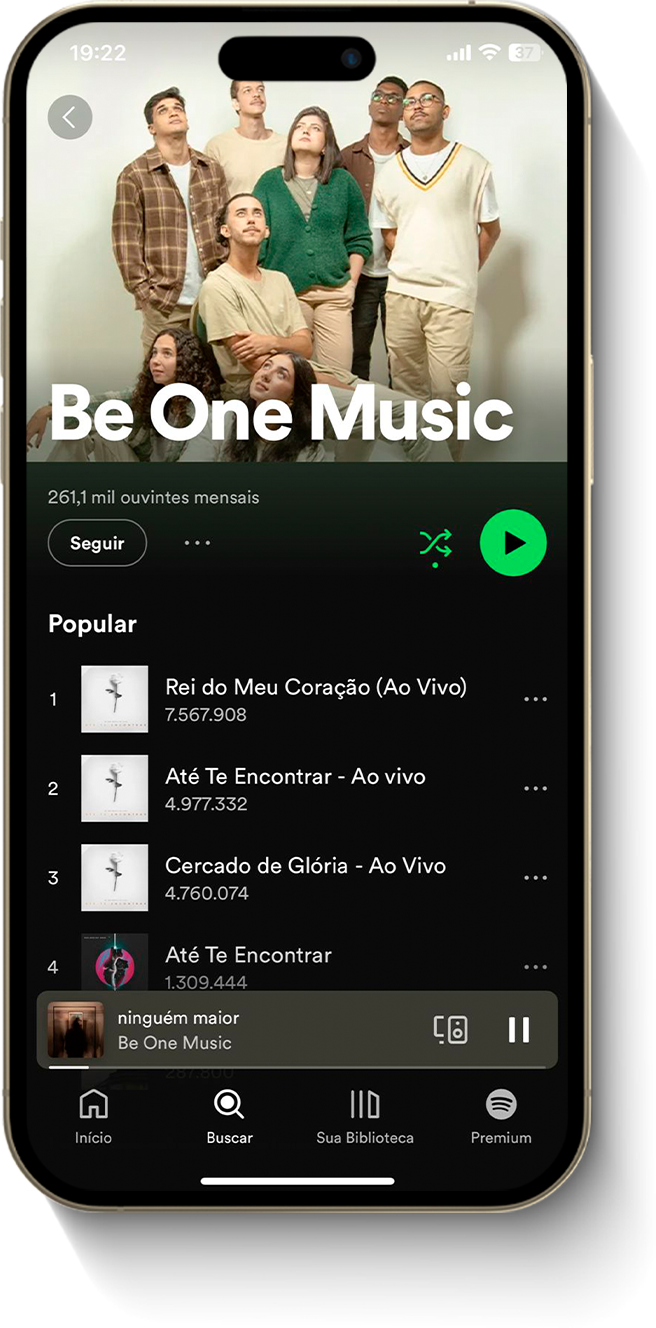 19:22
37
Be One Music
261,1 mil ouvintes mensais
Seguir
Popular
1
Rei do Meu Coração (Ao Vivo)
7.567.908
2
Até Te Encontrar - Ao vivo
4.977.332
3
Cercado de Glória - Ao Vivo
4.760.074
4
Até Te Encontrar
1.309.444
ninguém maior
Be One Music
287.800
Início
Buscar
Sua Biblioteca
Premium